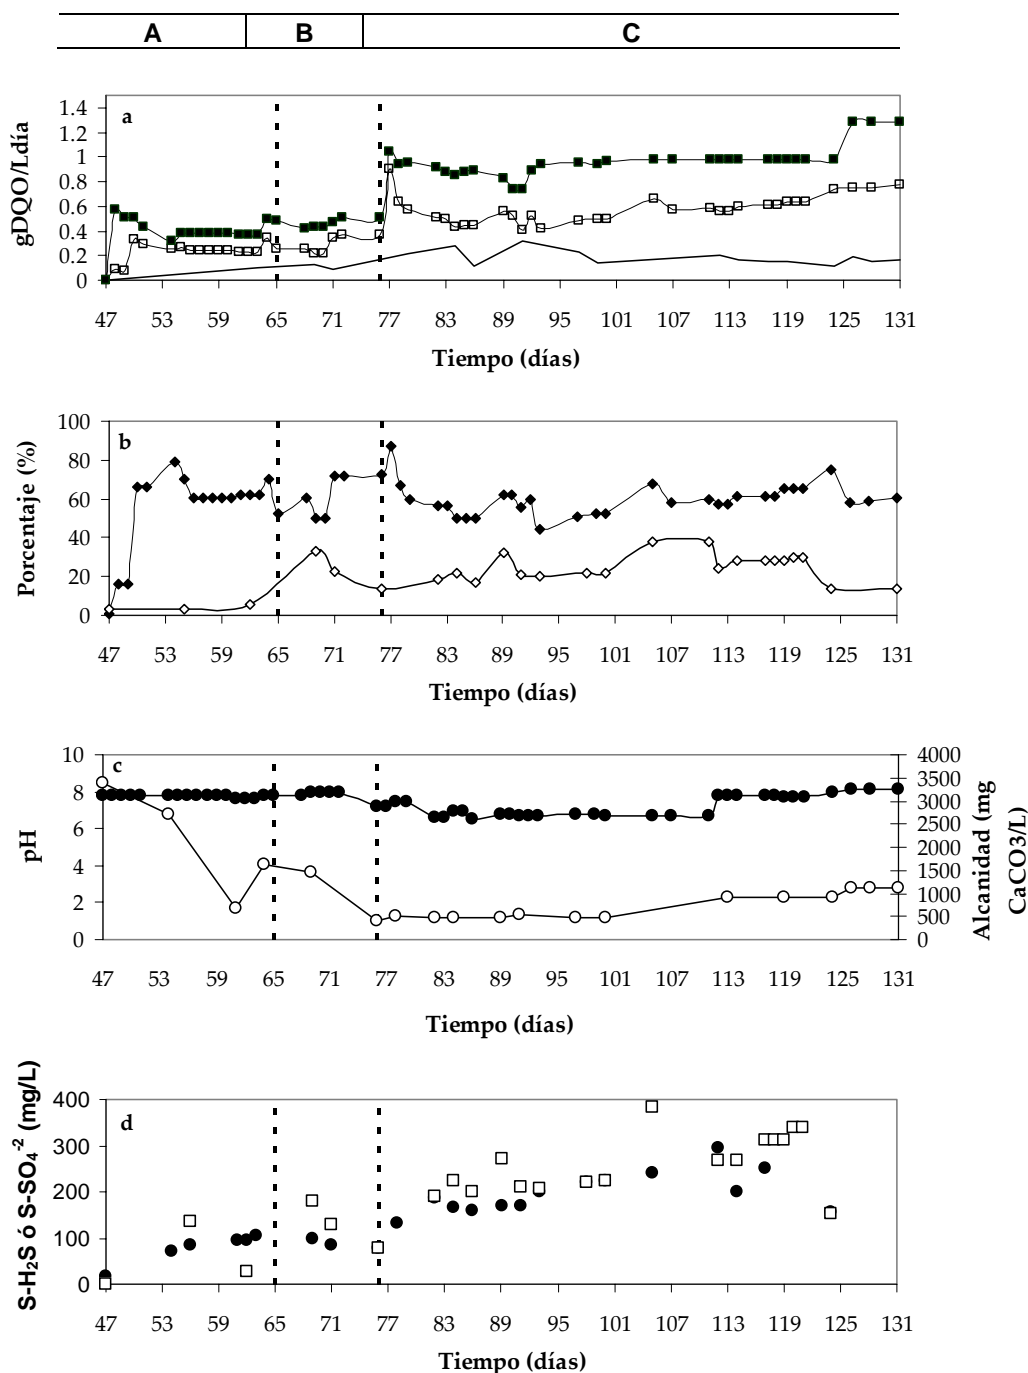 A B C
a
gDQO/Ldía
1.4
1.2
1
0.8
0.6
0.4
0.2
0
47 53 59 65 71 77 83 89 95 101 107 113 119 125 131
Tiempo (días)
b
Porcentaje (%)
100
80
60
40
20
0
47 53 59 65 71 77 83 89 95 101 107 113 119 125 131
Tiempo (días)
c
pH
10
8
6
4
2
0
4000
3500
3000
2500
2000
1500
1000
500
0
Alcanidad (mg
CaCO3/L)
47 53 59 65 71 77 83 89 95 101 107 113 119 125 131
Tiempo (días)
d
S-H₂S ó S-SO₄⁻² (mg/L)
400
300
200
100
0
47 53 59 65 71 77 83 89 95 101 107 113 119 125 131
Tiempo (días)